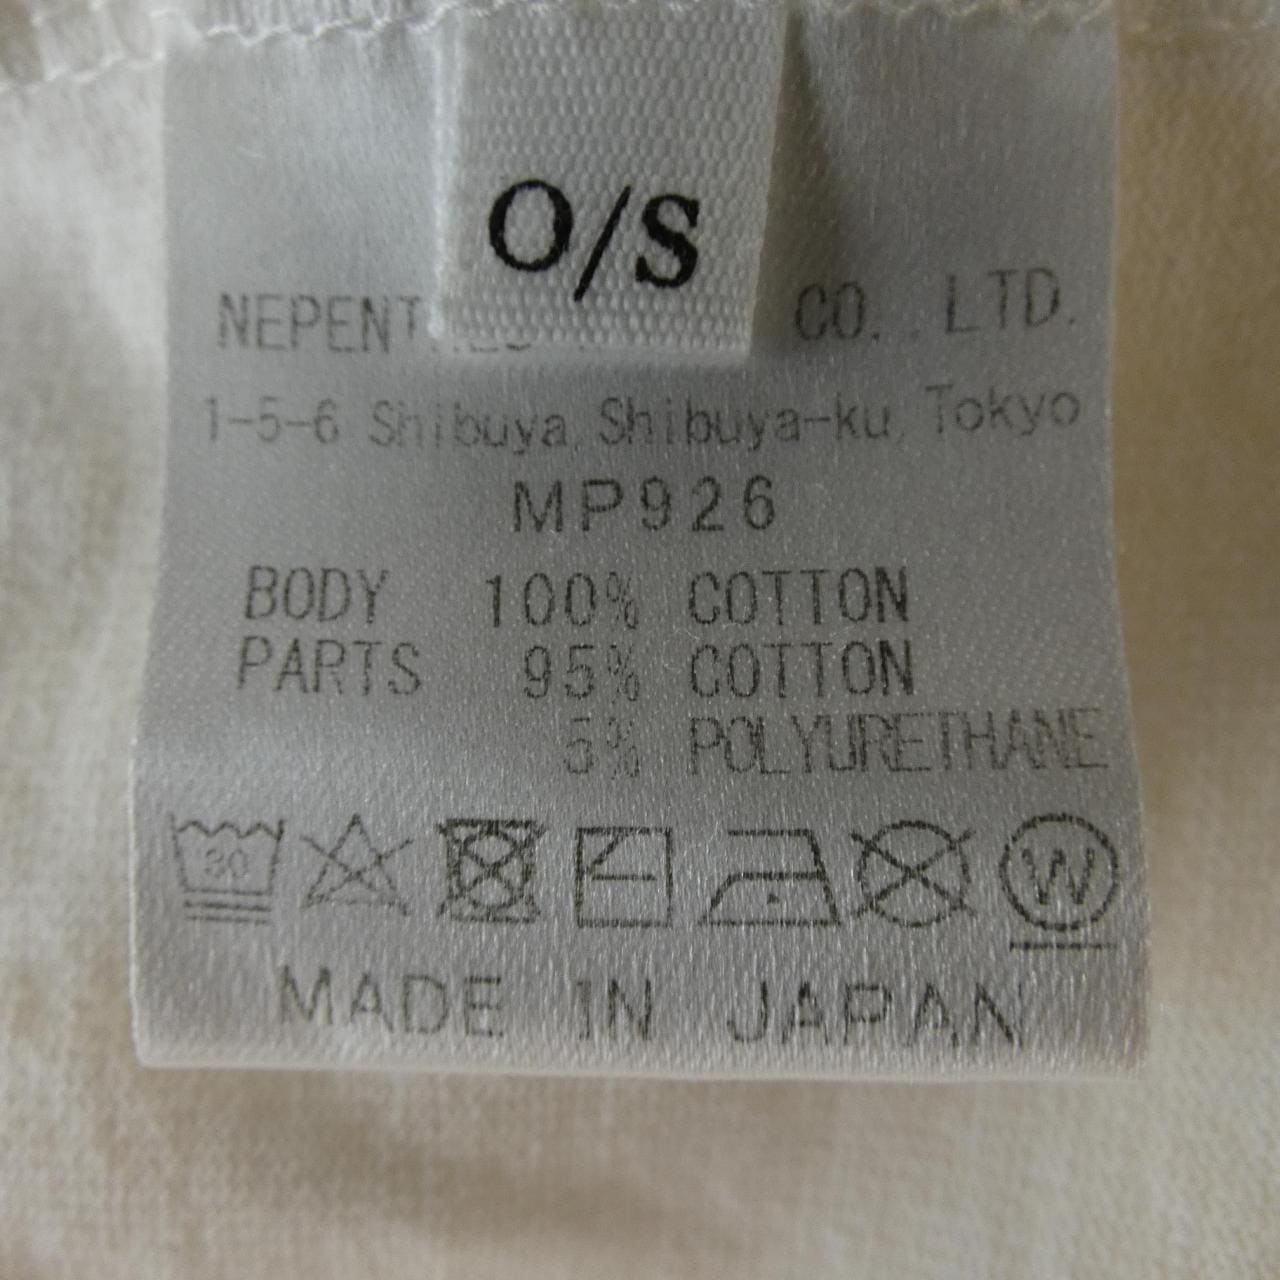 O/S
NEPENTHES CO., LTD.
1-5-6 Shibuya, Shibuya-ku, Tokyo
MP926
BODY 100% COTTON
PARTS 95% COTTON
5% POLYURETHANE
30 W
MADE IN JAPAN